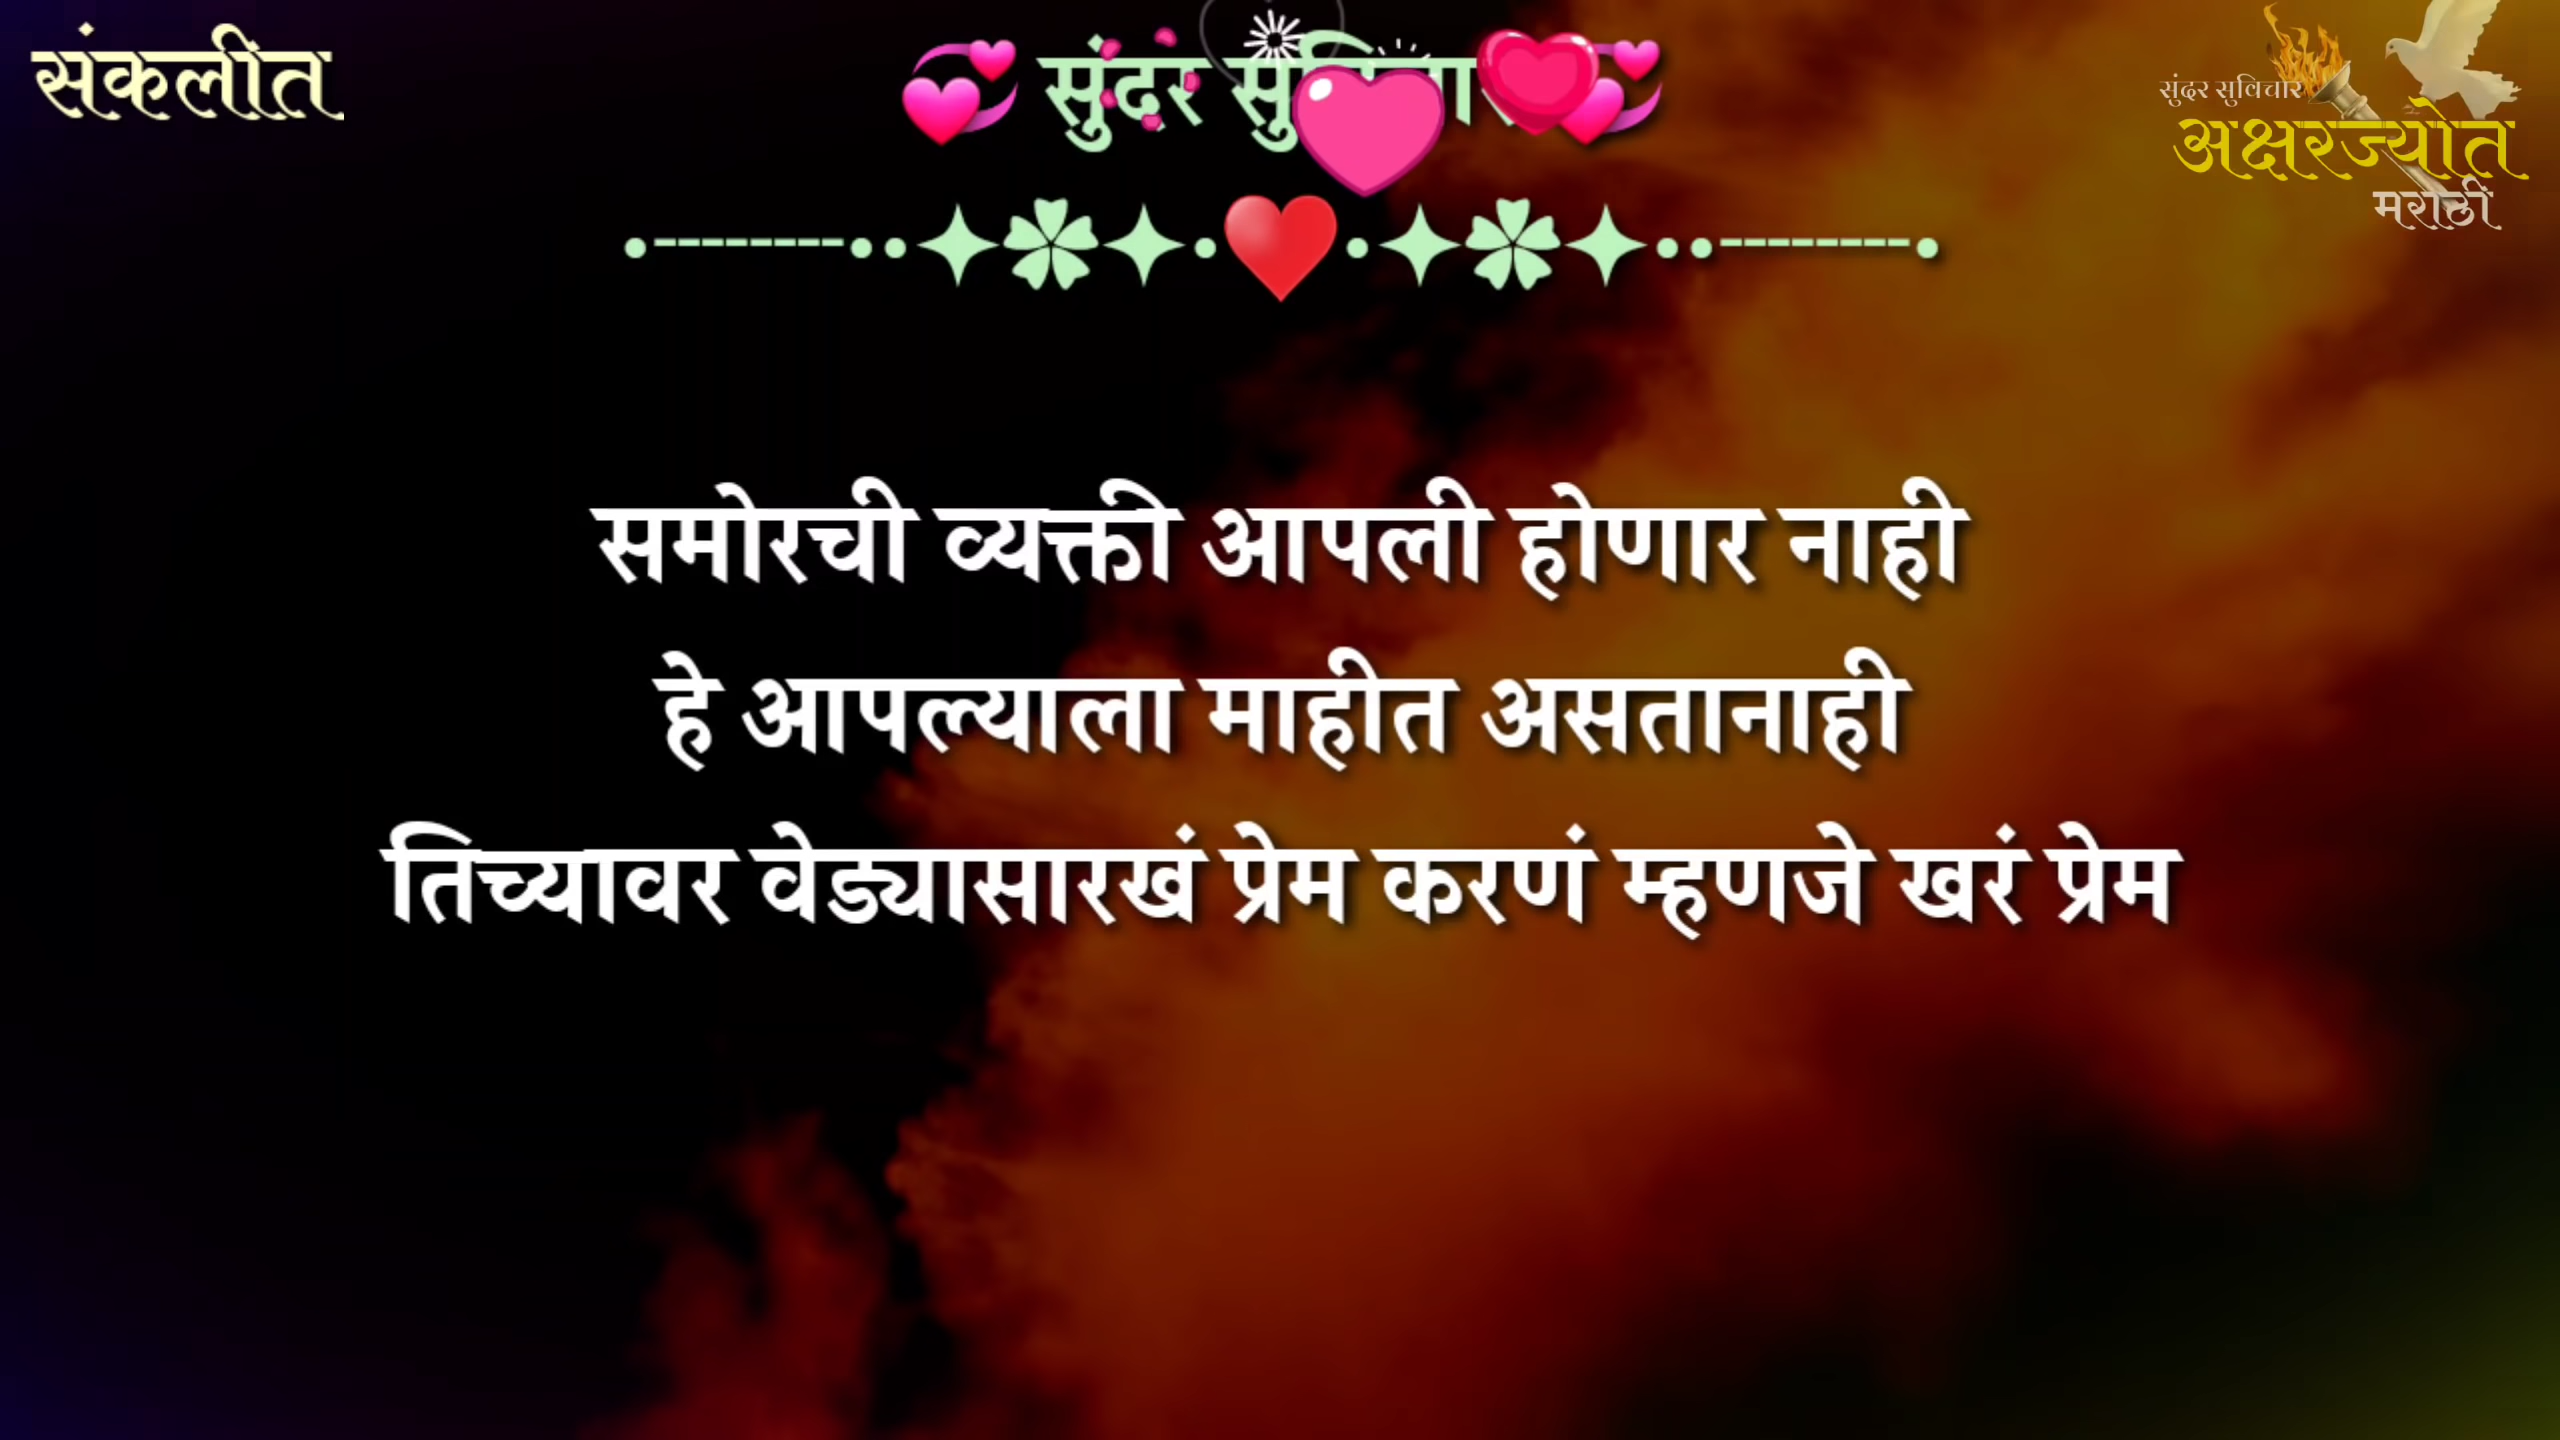 संकलीत
💞 सुंदर 💞
सुंदर सुविचार
अक्षरज्योत
मराठी
समोरची व्यक्ती आपली होणार नाही
हे आपल्याला माहीत असतानाही
तिच्यावर वेड्यासारखं प्रेम करणं म्हणजे खरं प्रेम